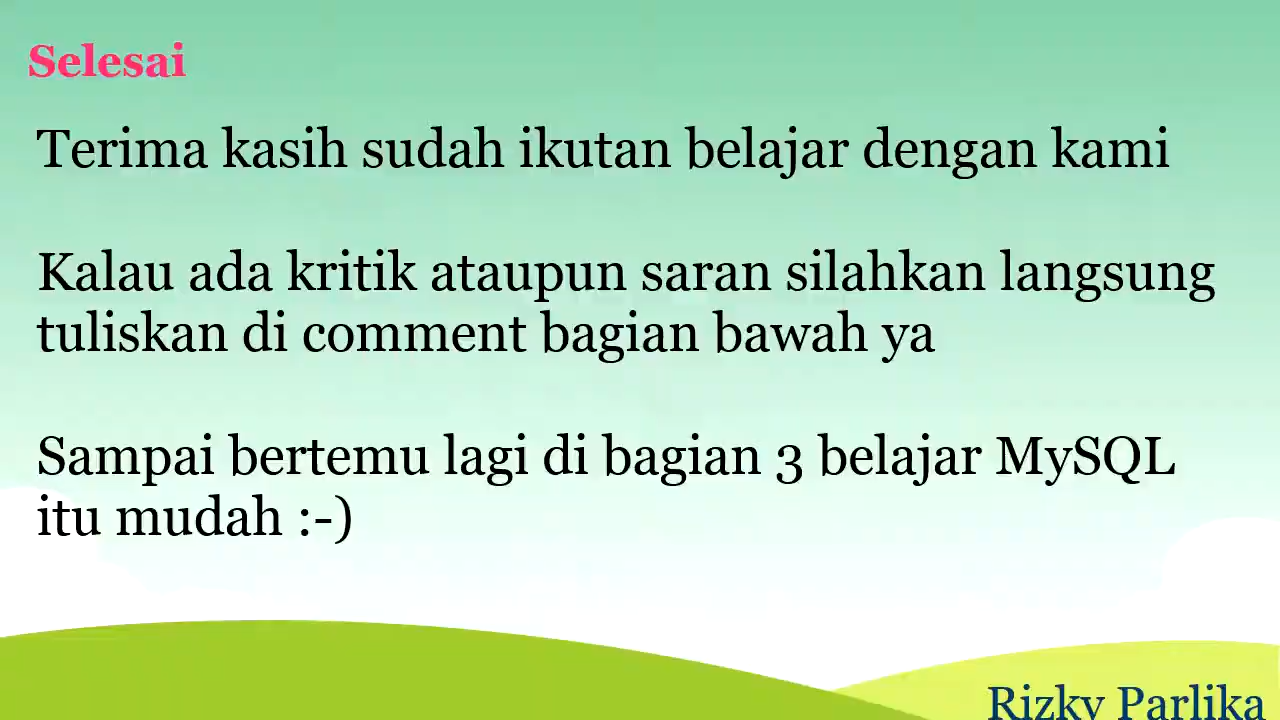 Selesai
Terima kasih sudah ikutan belajar dengan kami
Kalau ada kritik ataupun saran silahkan langsung
tuliskan di comment bagian bawah ya
Sampai bertemu lagi di bagian 3 belajar MySQL
itu mudah :-)
Rizky Parlika